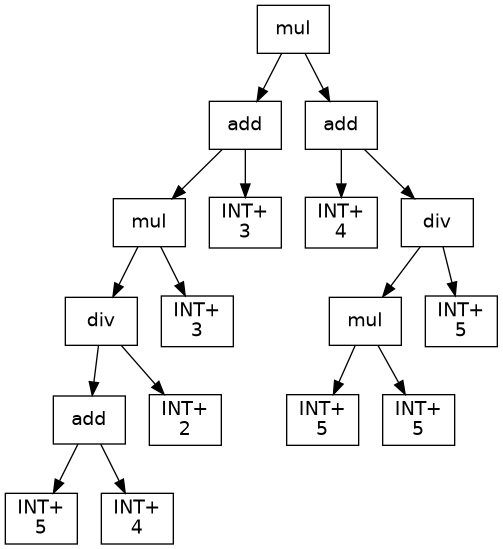 mul
add
add
mul
INT+
3
INT+
4
div
div
INT+
3
mul
INT+
5
add
INT+
2
INT+
5
INT+
5
INT+
5
INT+
4